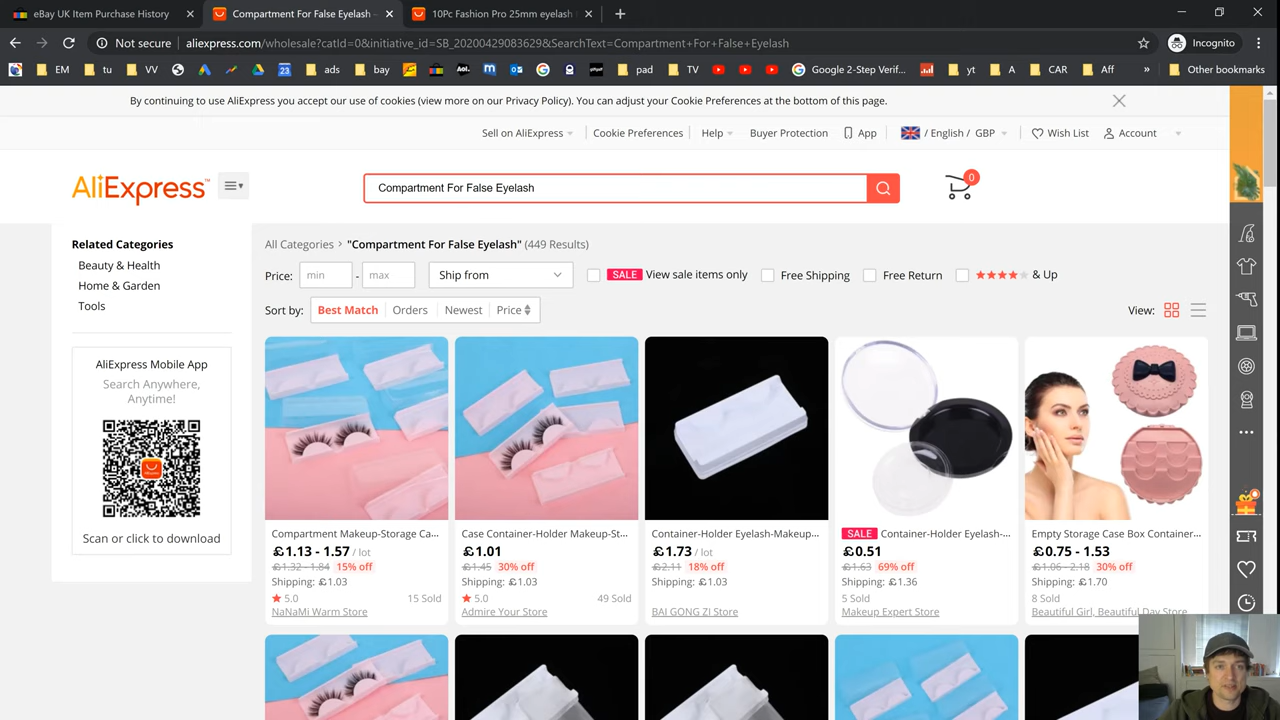 eBay UK Item Purchase History
Compartment For False Eyelash -
10Pc Fashion Pro 25mm eyelash
Not secure
aliexpress.com/wholesale?catId=0&initiative_id=SB_20200429083629&SearchText=Compartment+For+False+Eyelash
Incognito
EM tu VV ads bay Aol. pad TV Google 2-Step Verif... yt A CAR Aff » Other bookmarks
By continuing to use AliExpress you accept our use of cookies (view more on our Privacy Policy). You can adjust your Cookie Preferences at the bottom of this page.
Sell on AliExpress Cookie Preferences Help Buyer Protection App / English / GBP Wish List Account
AliExpress™
Compartment For False Eyelash
0
Related Categories
Beauty & Health
Home & Garden
Tools
AliExpress Mobile App
Search Anywhere,
Anytime!
Scan or click to download
All Categories > "Compartment For False Eyelash" (449 Results)
Price: min - max Ship from SALE View sale items only Free Shipping Free Return & Up
Sort by: Best Match Orders Newest Price View:
Compartment Makeup-Storage Ca...
£1.13 - 1.57 / lot
£1.32 - 1.84 15% off
Shipping: £1.03
5.0 15 Sold
NaNaMi Warm Store
Case Container-Holder Makeup-St...
£1.01
£1.45 30% off
Shipping: £1.03
5.0 49 Sold
Admire Your Store
Container-Holder Eyelash-Makeup...
£1.73 / lot
£2.11 18% off
Shipping: £1.03
BAI GONG ZI Store
SALE Container-Holder Eyelash-...
£0.51
£1.63 69% off
Shipping: £1.36
5 Sold
Makeup Expert Store
Empty Storage Case Box Container...
£0.75 - 1.53
£1.06 - 2.18 30% off
Shipping: £1.70
8 Sold
Beautiful Girl, Beautiful Day Store